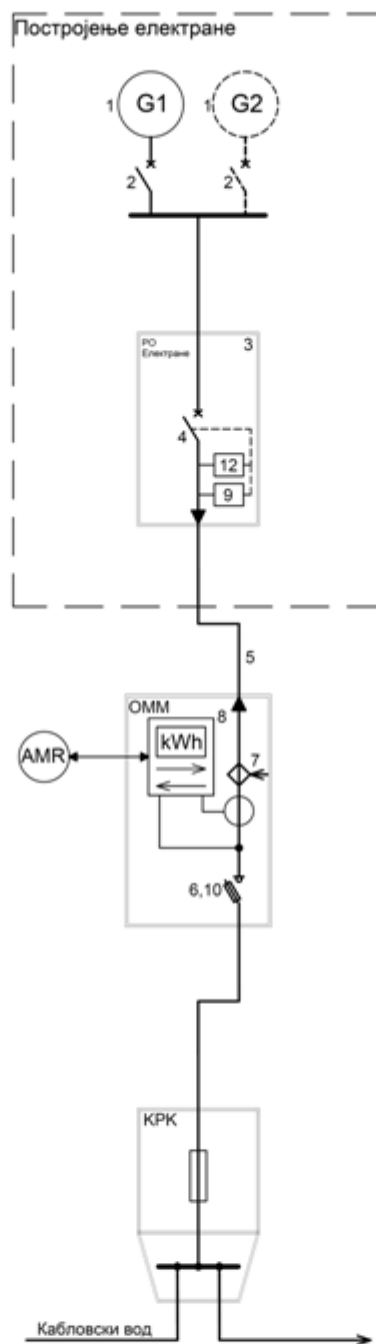 Постројење електране
1 G1
1 G2
2
2
РО
Електране
3
4
12
9
5
ОММ
8
kWh
AMR
7
6,10
КРК
Кабловски вод